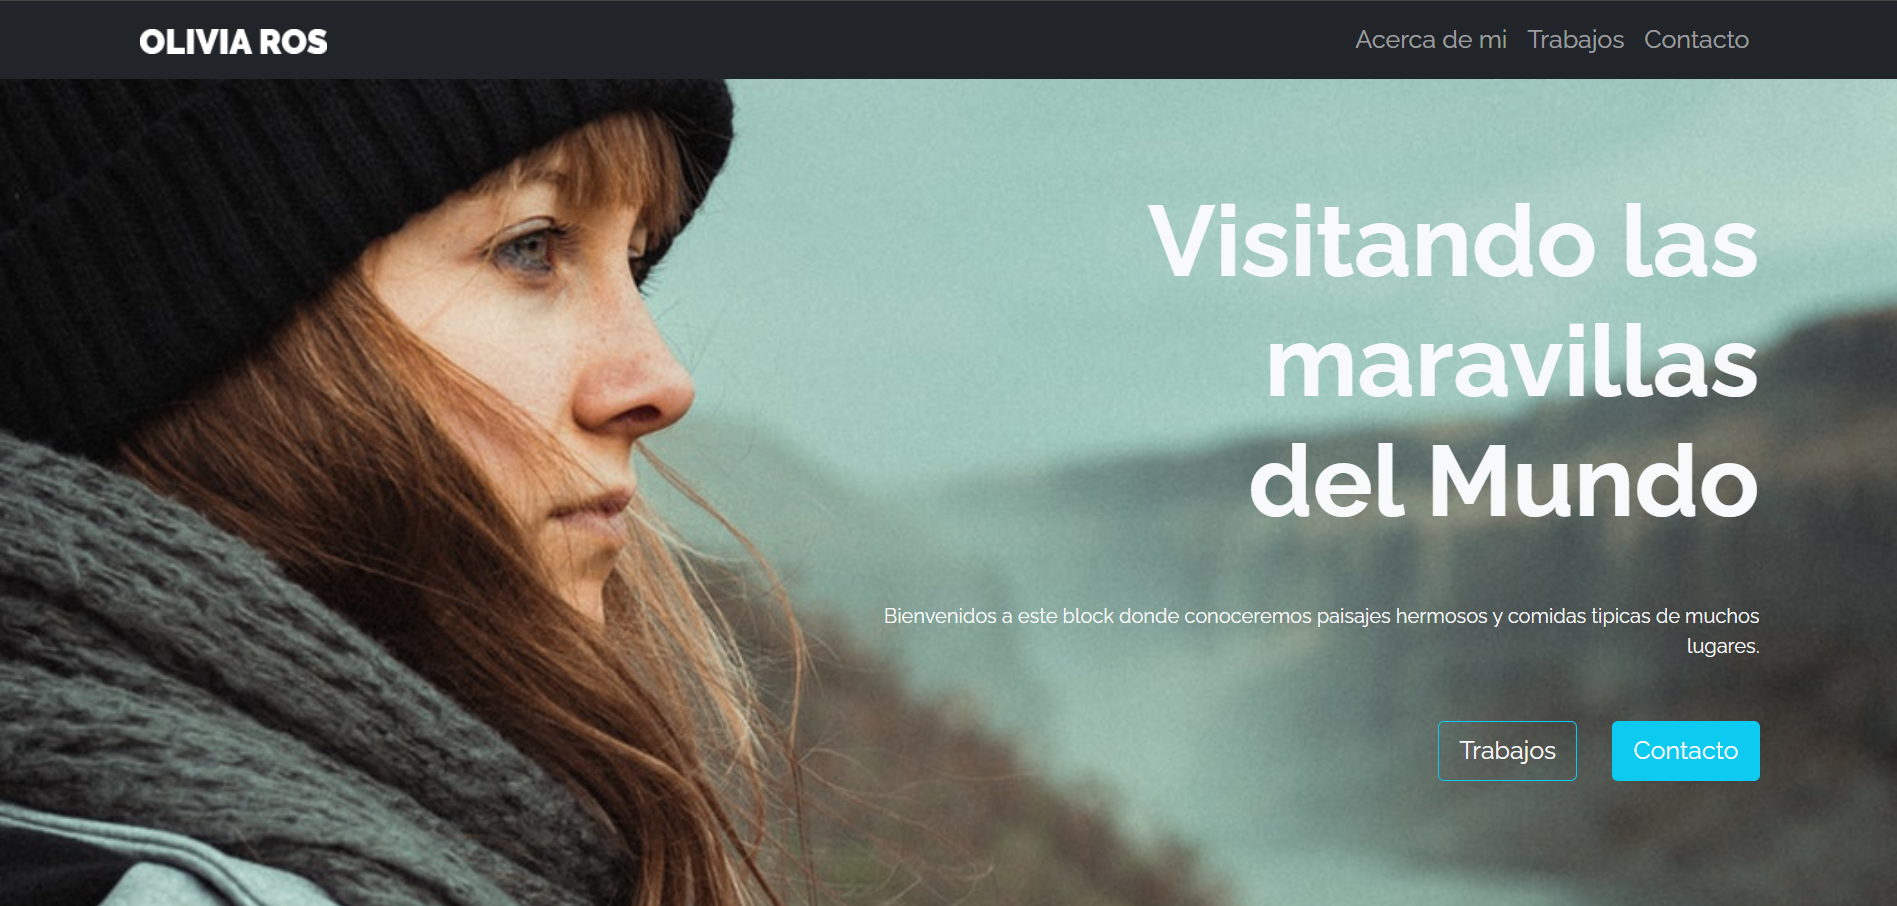 OLIVIA ROS
Acerca de mi Trabajos Contacto
Visitando las
maravillas
del Mundo
Bienvenidos a este block donde conoceremos paisajes hermosos y comidas tipicas de muchos
lugares.
Trabajos Contacto